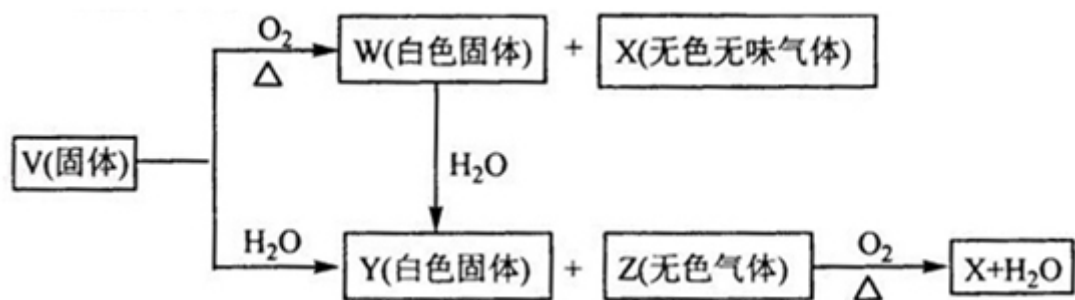 O₂
W(白色固体) + X(无色无味气体)
△
V(固体)
H₂O
H₂O
Y(白色固体) + Z(无色气体)
O₂
△
X+H₂O